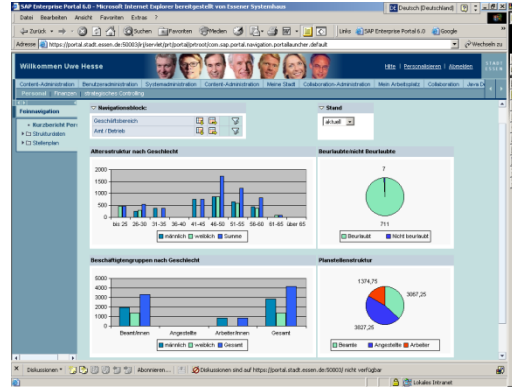 SAP Enterprise Portal 6.0 - Microsoft Internet Explorer bereitgestellt von Essener Systemhaus
DE Deutsch (Deutschland)
Datei Bearbeiten Ansicht Favoriten Extras ?
Zurück Suchen Favoriten Medien Links SAP Enterprise Portal 6.0 Google
Adresse https://portal.stadt.essen.de:50003/irj/servlet/prt/portal/prtroot/com.sap.portal.navigation.portallauncher.default Wechseln zu
Willkommen Uwe Hesse Hilfe | Personalisieren | Abmelden STADT ESSEN
Content-Administration Benutzeradministration Systemadministration Content-Administration Meine Stadt Collaboration-Administration Mein Arbeitsplatz Collaboration Java D
Personal Finanzen strategisches Controlling
Feinnavigation
Kurzbericht Pers
Strukturdaten
Stellenplan
Navigationsblock:
Geschäftsbereich
Amt / Betrieb
Stand
aktuell
Altersstruktur nach Geschlecht
2000
1500
1000
500
0
bis 25 26-30 31-35 36-40 41-45 46-50 51-55 56-60 61-65 über 65
männlich weiblich Summe
Beurlaubte/nicht Beurlaubte
7
711
Beurlaubt Nicht beurlaubt
Beschäftigtengruppen nach Geschlecht
5000
4000
3000
2000
1000
0
Beamt/innen Angestellte Arbeiter/innen Gesamt
männlich weiblich Gesamt
Planstellenstruktur
1374,75
3067,25
3827,25
Beamte Angestellte Arbeiter
Diskussionen Abonnieren... Diskussionen sind auf https://portal.stadt.essen.de:50003/ nicht verfügbar
Lokales Intranet